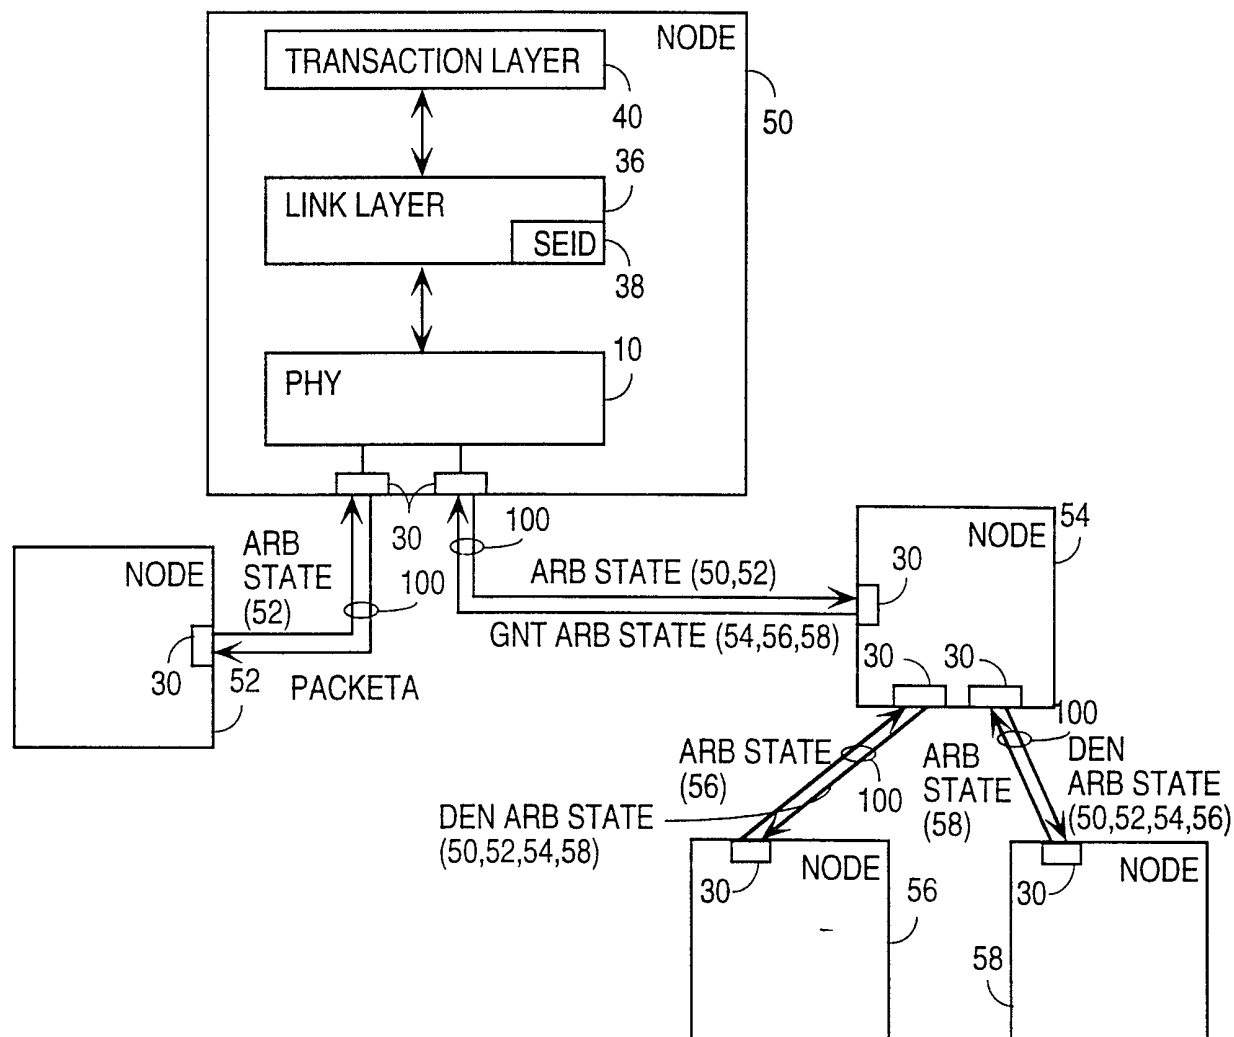 NODE
TRANSACTION LAYER
40
50
36
LINK LAYER
SEID
38
10
PHY
30
100
ARB
STATE
(52)
NODE
100
30
52
PACKETA
ARB STATE (50,52)
GNT ARB STATE (54,56,58)
54
NODE
30
30
30
100
ARB STATE
(56)
100
ARB
STATE
(58)
DEN
ARB STATE
(50,52,54,56)
DEN ARB STATE
(50,52,54,58)
NODE
30
56
NODE
30
58